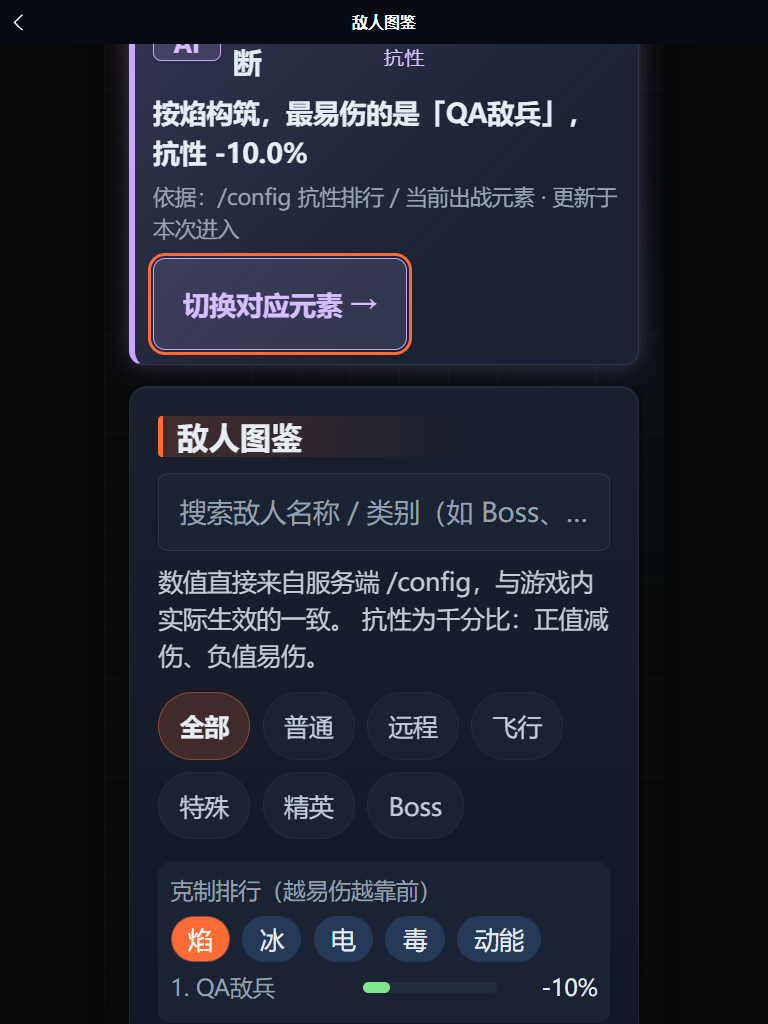 敌人图鉴
AI
断
抗性
按焰构筑，最易伤的是「QA敌兵」，
抗性 -10.0%
依据：/config 抗性排行 / 当前出战元素 · 更新于
本次进入
切换对应元素 →
敌人图鉴
搜索敌人名称 / 类别（如 Boss、...
数值直接来自服务端 /config，与游戏内
实际生效的一致。 抗性为千分比：正值减
伤、负值易伤。
全部 普通 远程 飞行
特殊 精英 Boss
克制排行（越易伤越靠前）
焰 冰 电 毒 动能
1. QA敌兵 -10%